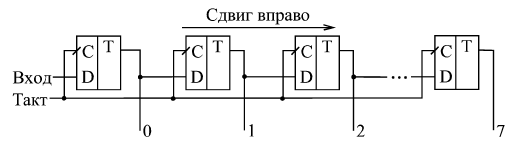 Сдвиг вправо
C T C T C T C T
Вход D D D ... D
Такт
0 1 2 7